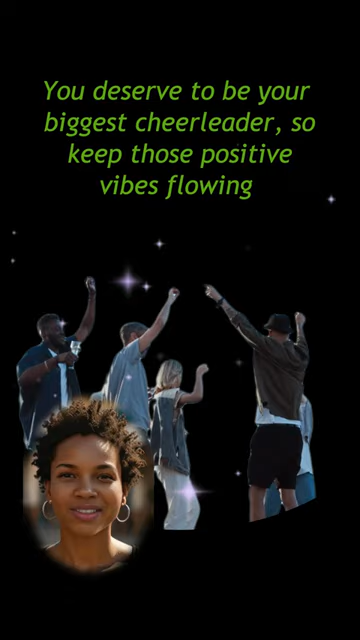 You deserve to be your
biggest cheerleader, so
keep those positive
vibes flowing